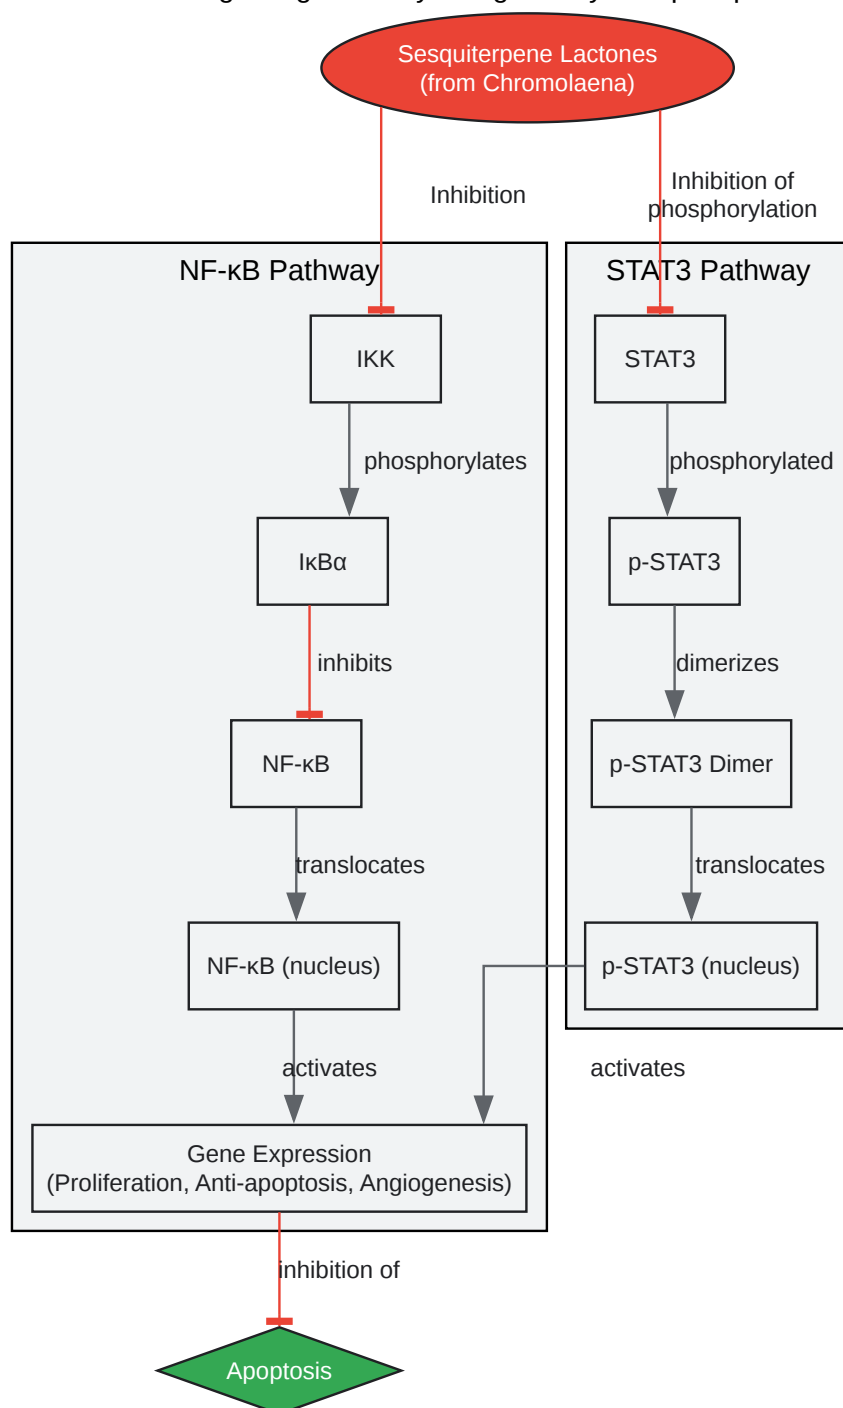 Sesquiterpene Lactones
(from Chromolaena)
Inhibition
Inhibition of
phosphorylation
NF-κB Pathway
STAT3 Pathway
IKK
STAT3
phosphorylates
phosphorylated
IκBα
p-STAT3
inhibits
dimerizes
NF-κB
p-STAT3 Dimer
translocates
translocates
NF-κB (nucleus)
p-STAT3 (nucleus)
activates
activates
Gene Expression
(Proliferation, Anti-apoptosis, Angiogenesis)
inhibition of
Apoptosis